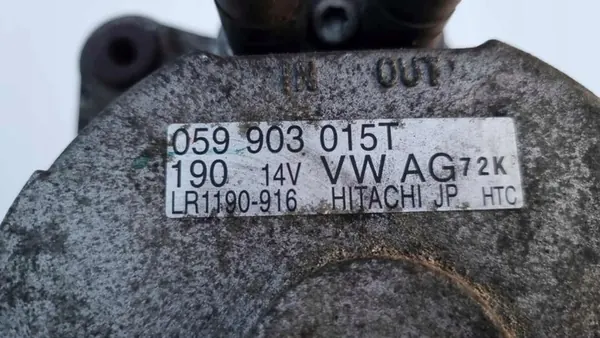 IN OUT
059 903 015T
190 14V VW AG 72K
LR1190-916 HITACHI JP HTC